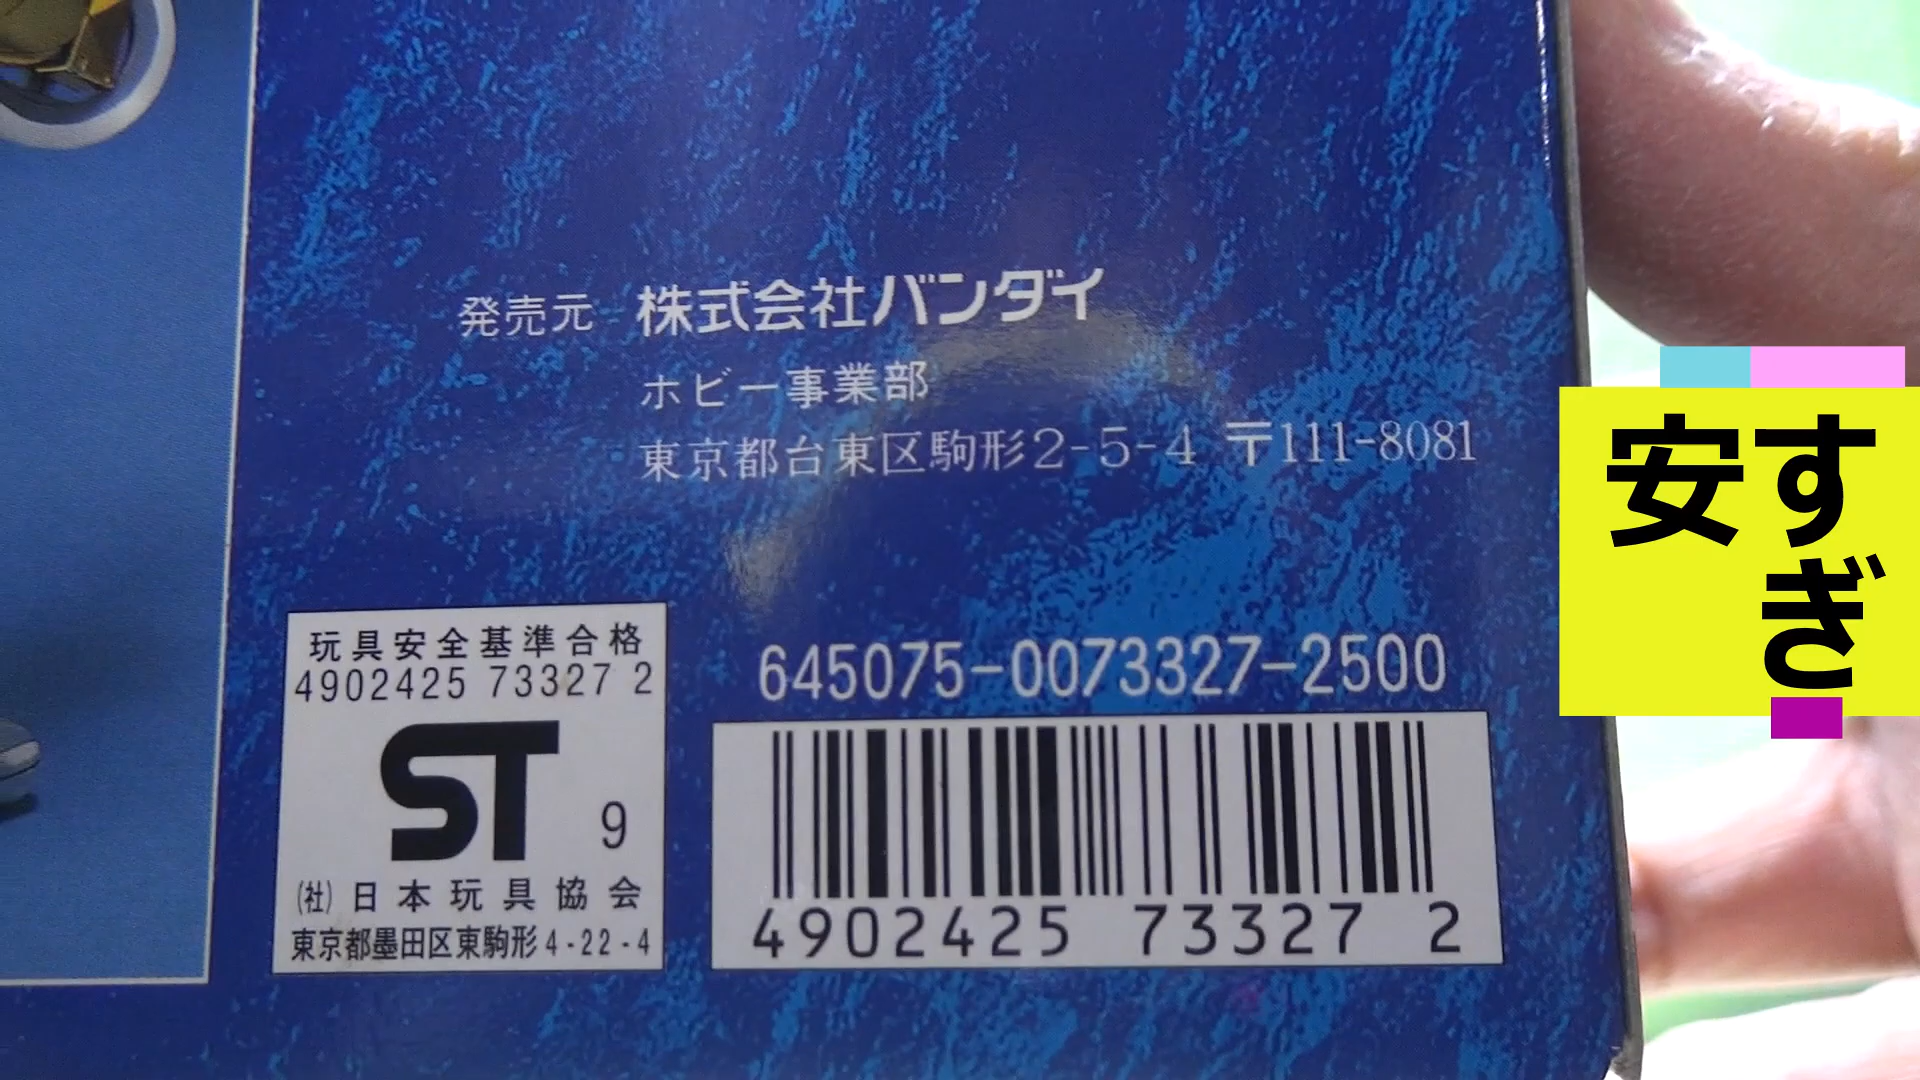 発売元 株式会社バンダイ
ホビー事業部
東京都台東区駒形2-5-4 〒111-8081
玩具安全基準合格
4902425 73327 2
ST 9
(社)日本玩具協会
東京都墨田区東駒形4-22-4
645075-0073327-2500
4902425 73327 2
安すぎ